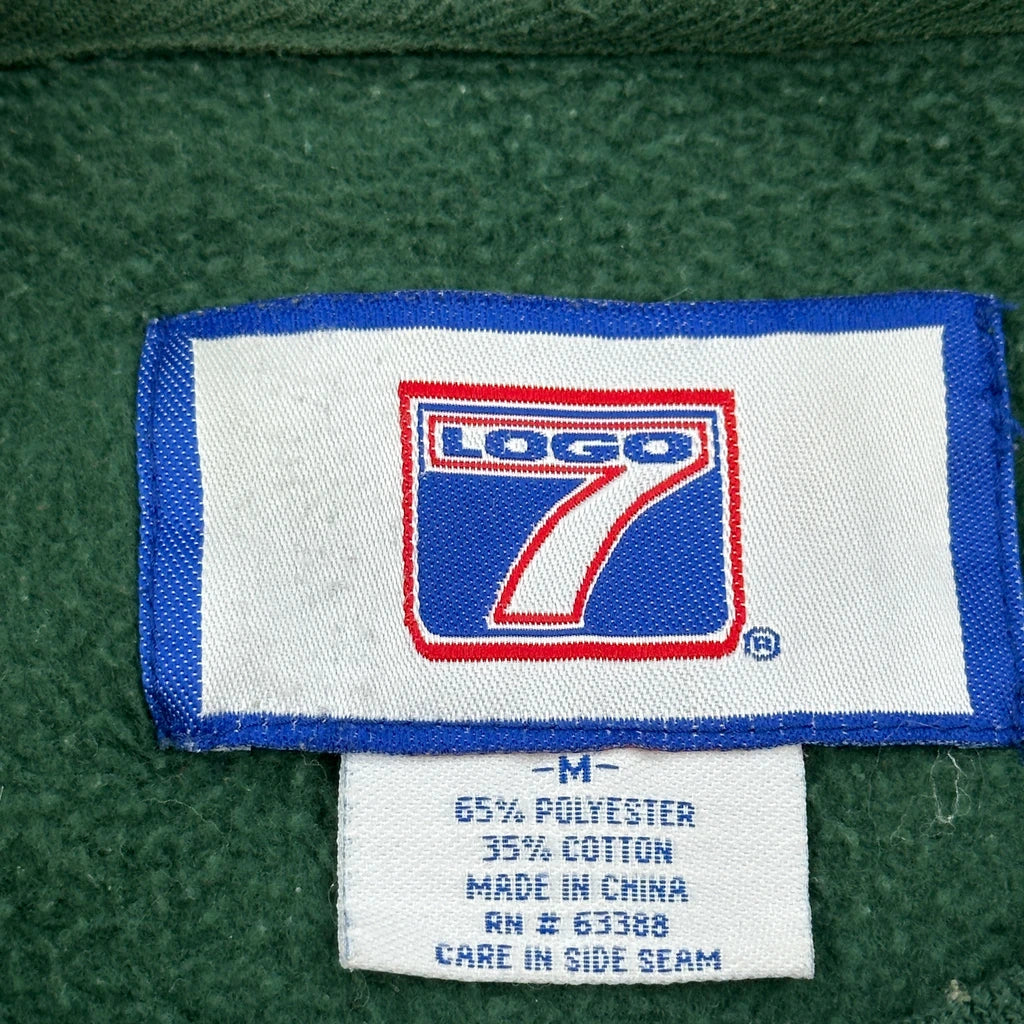 LOGO
7
®
-M-
65% POLYESTER
35% COTTON
MADE IN CHINA
RN # 63388
CARE IN SIDE SEAM